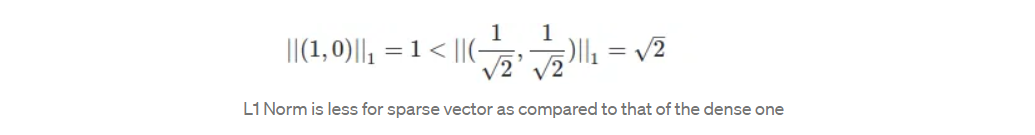 ||(1,0)||₁ = 1 < ||(1/√2, 1/√2)||₁ = √2
L1 Norm is less for sparse vector as compared to that of the dense one